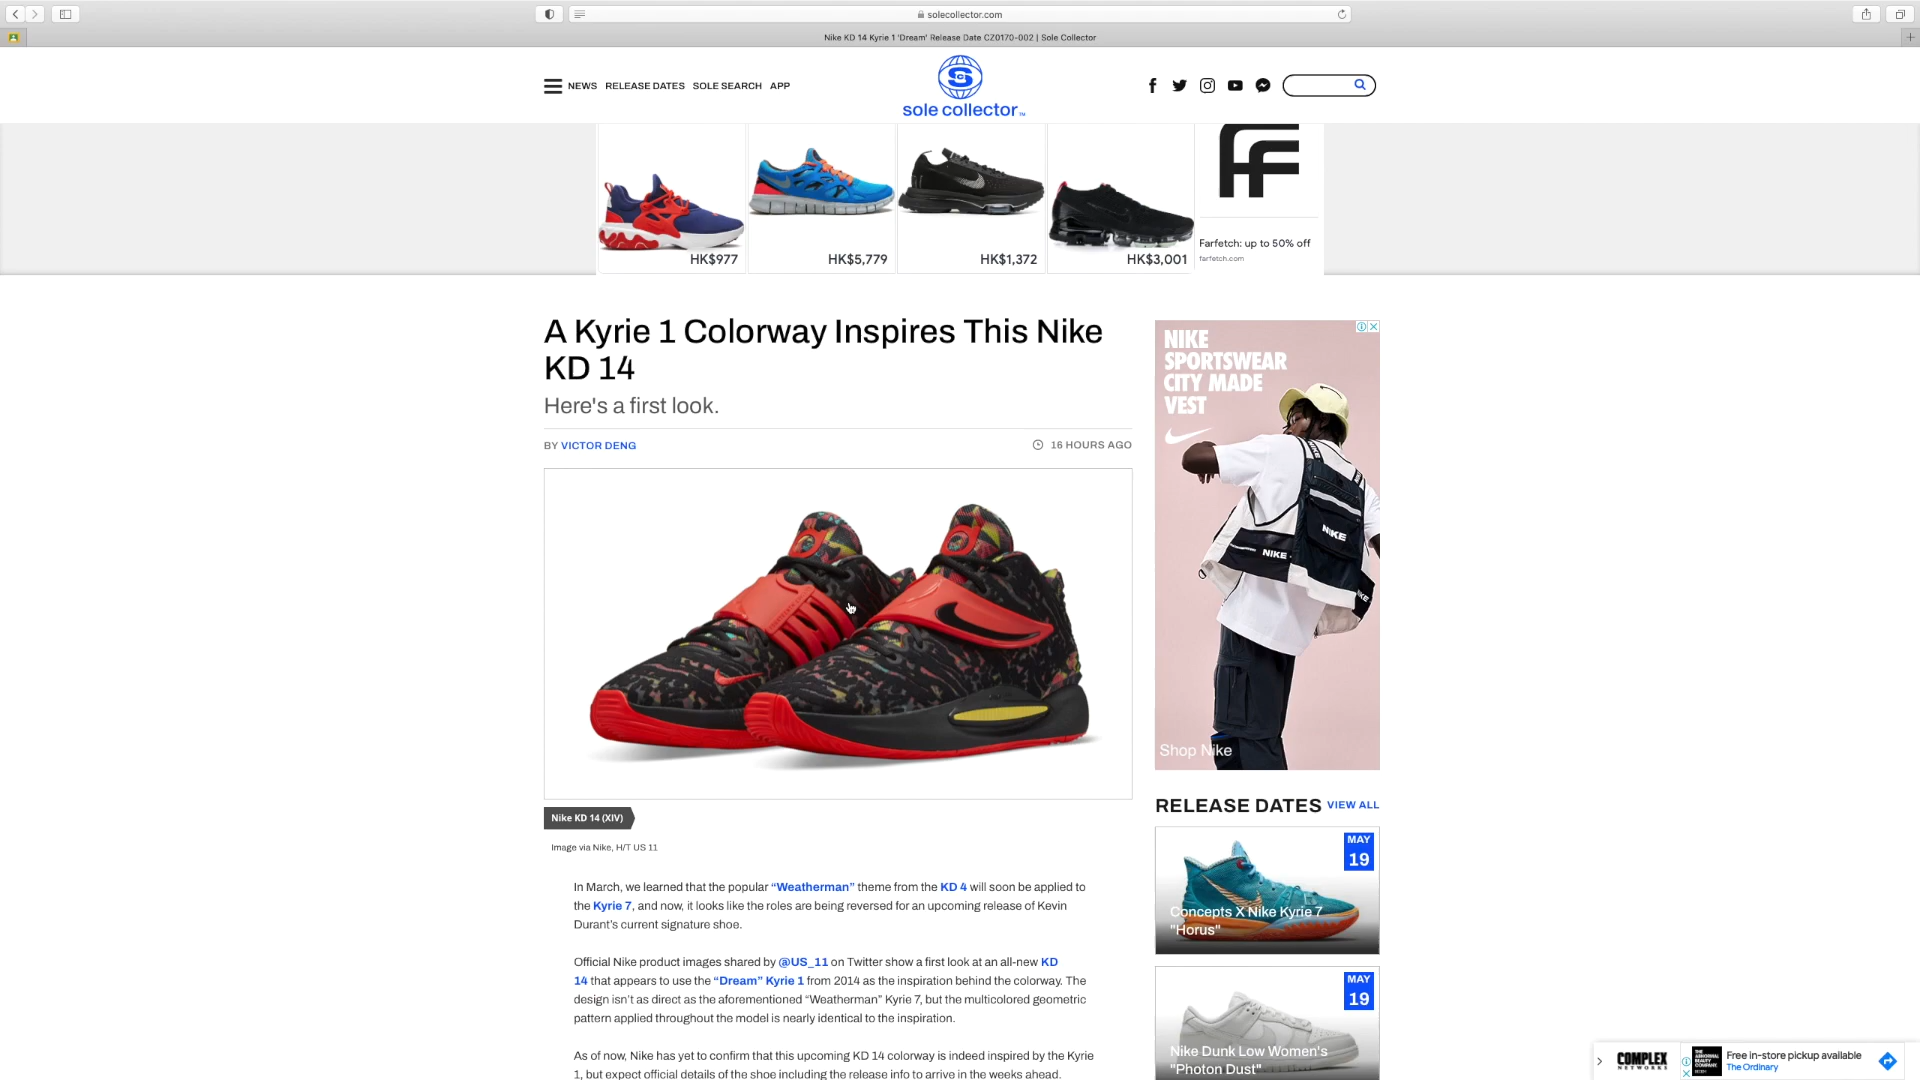 solecollector.com
Nike KD 14 Kyrie 1 'Dream' Release Date CZ0170-002 | Sole Collector
NEWS RELEASE DATES SOLE SEARCH APP
sole collector™
HK$977
HK$5,779
HK$1,372
HK$3,001
Farfetch: up to 50% off
farfetch.com
A Kyrie 1 Colorway Inspires This Nike
KD 14
Here's a first look.
BY VICTOR DENG
16 HOURS AGO
NIKE
SPORTSWEAR
CITY MADE
VEST
NIKE
NIKE
Shop Nike
Nike KD 14 (XIV)
Image via Nike, H/T US 11
In March, we learned that the popular “Weatherman” theme from the KD 4 will soon be applied to
the Kyrie 7, and now, it looks like the roles are being reversed for an upcoming release of Kevin
Durant’s current signature shoe.
Official Nike product images shared by @US_11 on Twitter show a first look at an all-new KD
14 that appears to use the “Dream” Kyrie 1 from 2014 as the inspiration behind the colorway. The
design isn’t as direct as the aforementioned “Weatherman” Kyrie 7, but the multicolored geometric
pattern applied throughout the model is nearly identical to the inspiration.
As of now, Nike has yet to confirm that this upcoming KD 14 colorway is indeed inspired by the Kyrie
1, but expect official details of the shoe including the release info to arrive in the weeks ahead.
RELEASE DATES VIEW ALL
MAY
19
Concepts X Nike Kyrie 7
"Horus"
MAY
19
Nike Dunk Low Women's
"Photon Dust"
COMPLEX
NETWORKS
Free in-store pickup available
The Ordinary